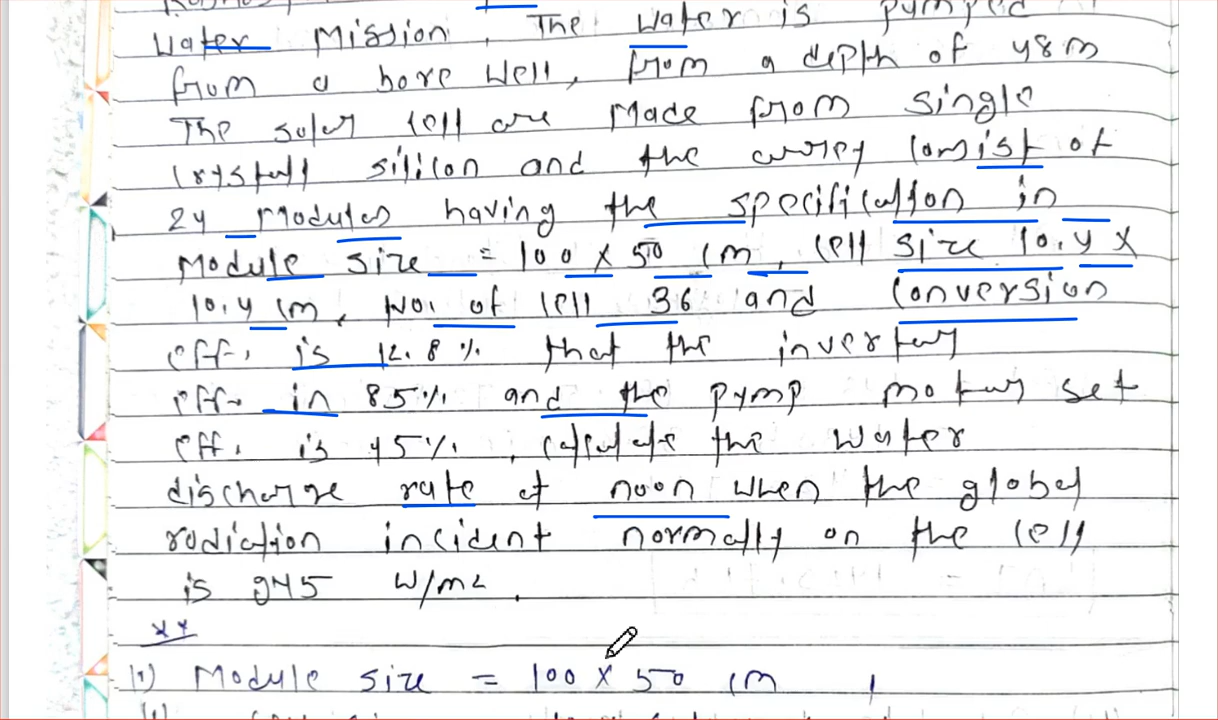 Water Mission, The water is pumped
from a bore well, from a depth of 48m
The solar cell are Made from single
crystall silicon and the array consist of
24 Modules having the specification in
Module size = 100 x 50 cm, cell size 10.4 x
10.4 cm, No. of cell 36 and conversion
eff. is 12.8 % that the inverter
eff. in 85% and the pump motor set
eff. is 45%, calculate the water
discharge rate at noon when the global
radiation incident normally on the cell
is 945 W/m2.
(i) Module size = 100 x 50 cm,